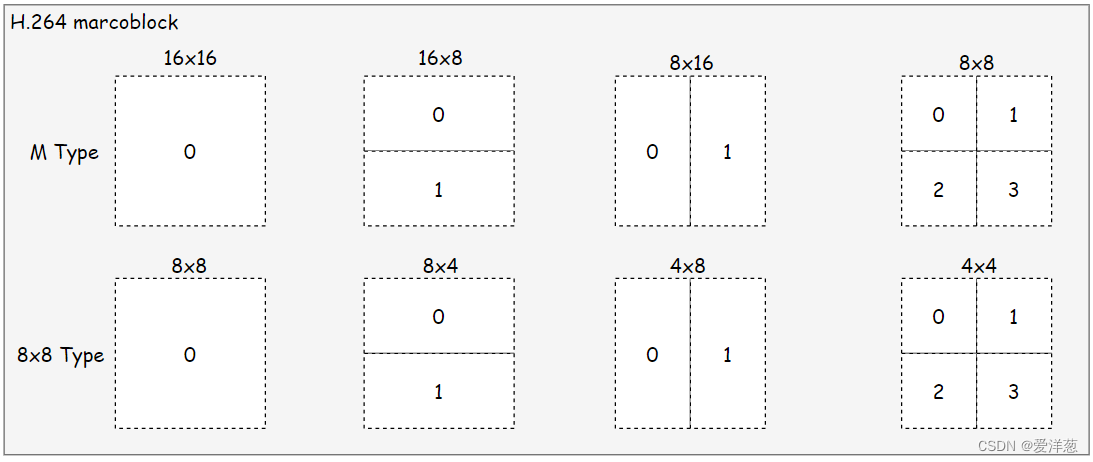 H.264 marcoblock
16x16 16x8 8x16 8x8
0 0 0 1
M Type 0 0 1
1 2 3
8x8 8x4 4x8 4x4
0 0 1
8x8 Type 0 0 1
1 2 3
CSDN @爱洋葱